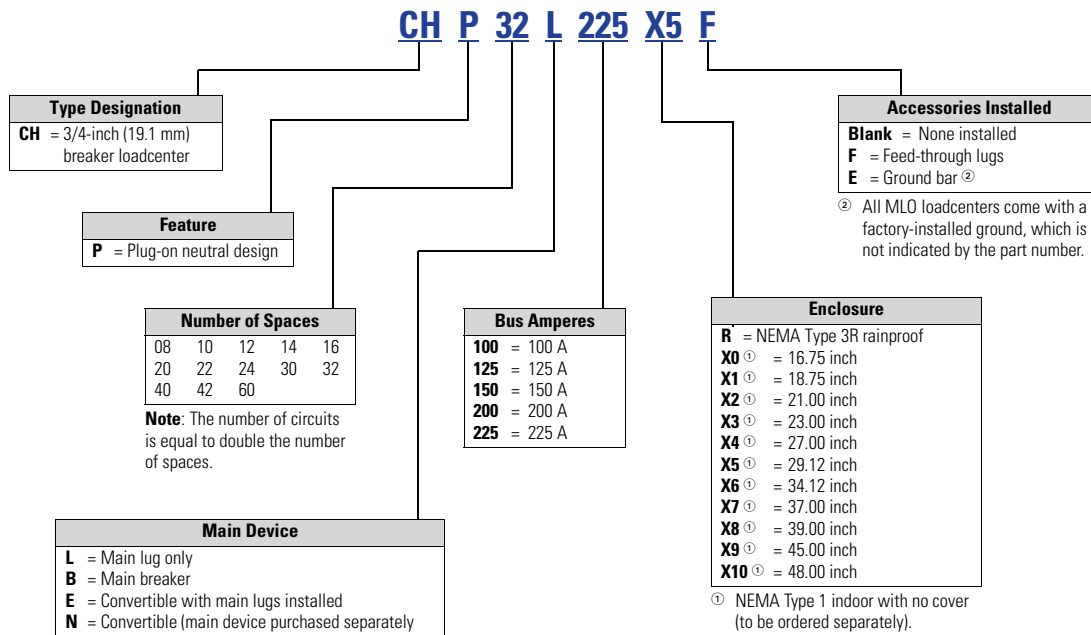 CH P 32 L 225 X5 F
Type Designation
CH = 3/4-inch (19.1 mm)
breaker loadcenter
Feature
P = Plug-on neutral design
Number of Spaces
08 10 12 14 16
20 22 24 30 32
40 42 60
Note: The number of circuits
is equal to double the number
of spaces.
Main Device
L = Main lug only
B = Main breaker
E = Convertible with main lugs installed
N = Convertible (main device purchased separately
Bus Amperes
100 = 100 A
125 = 125 A
150 = 150 A
200 = 200 A
225 = 225 A
Enclosure
R = NEMA Type 3R rainproof
X0 ① = 16.75 inch
X1 ① = 18.75 inch
X2 ① = 21.00 inch
X3 ① = 23.00 inch
X4 ① = 27.00 inch
X5 ① = 29.12 inch
X6 ① = 34.12 inch
X7 ① = 37.00 inch
X8 ① = 39.00 inch
X9 ① = 45.00 inch
X10 ① = 48.00 inch
① NEMA Type 1 indoor with no cover
(to be ordered separately).
Accessories Installed
Blank = None installed
F = Feed-through lugs
E = Ground bar ②
② All MLO loadcenters come with a
factory-installed ground, which is
not indicated by the part number.